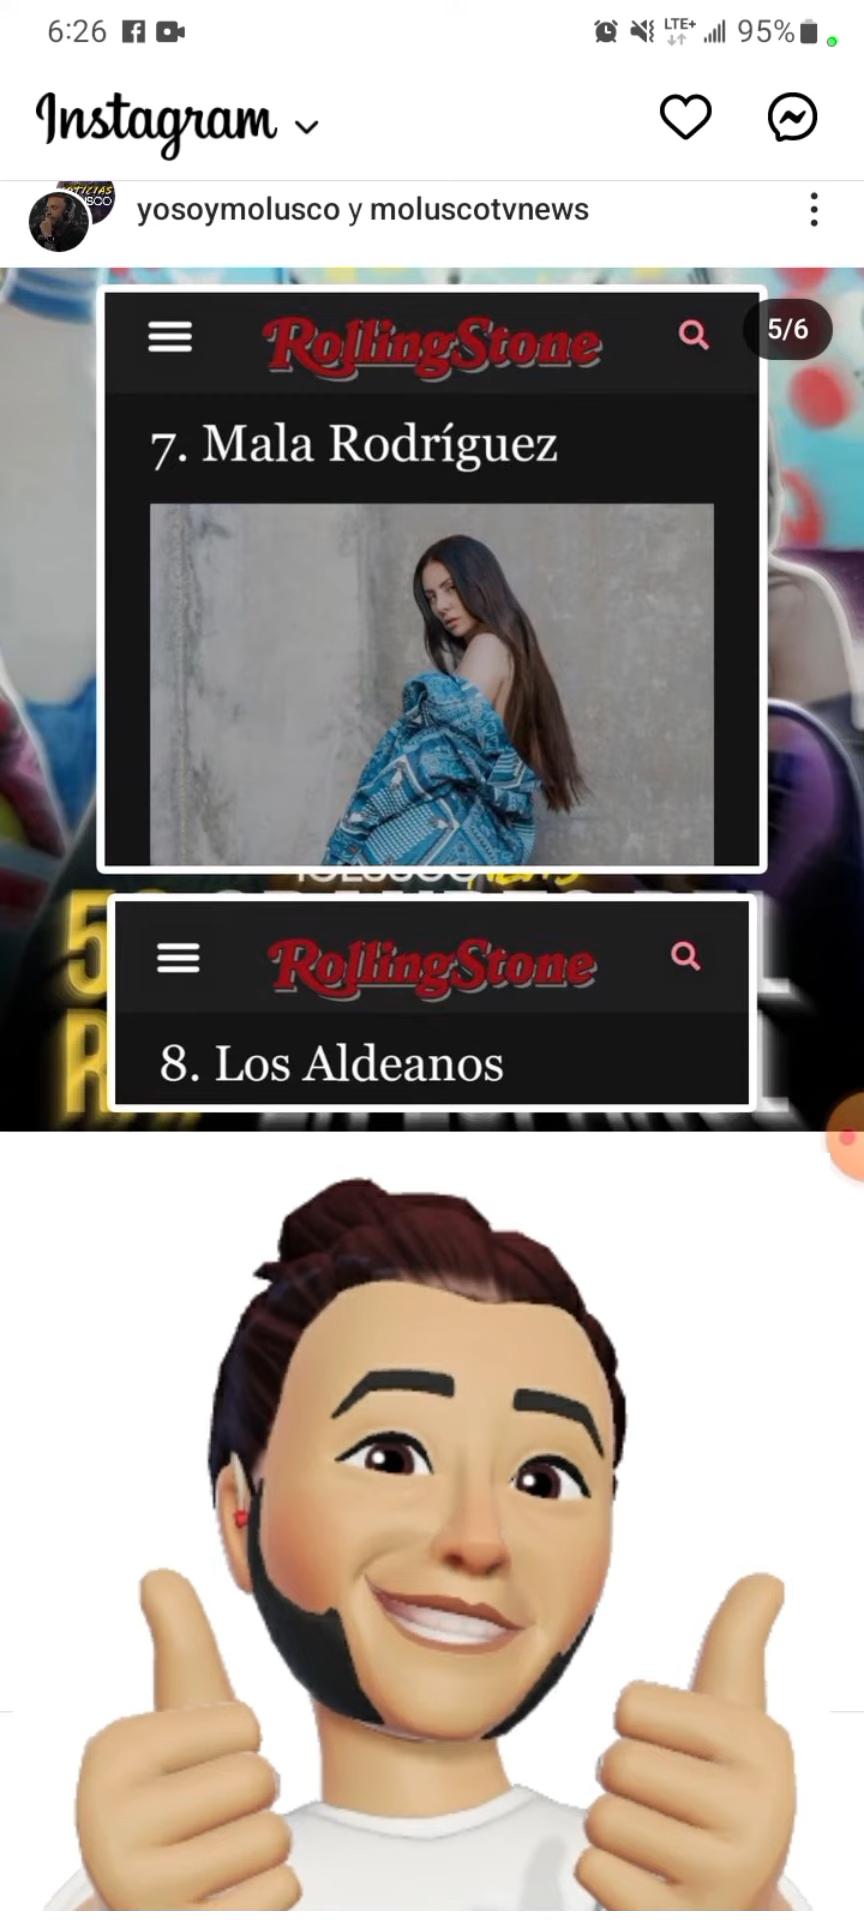 6:26
LTE+
95%
Instagram
yosoymolusco y moluscotvnews
5/6
RollingStone
7. Mala Rodríguez
RollingStone
8. Los Aldeanos